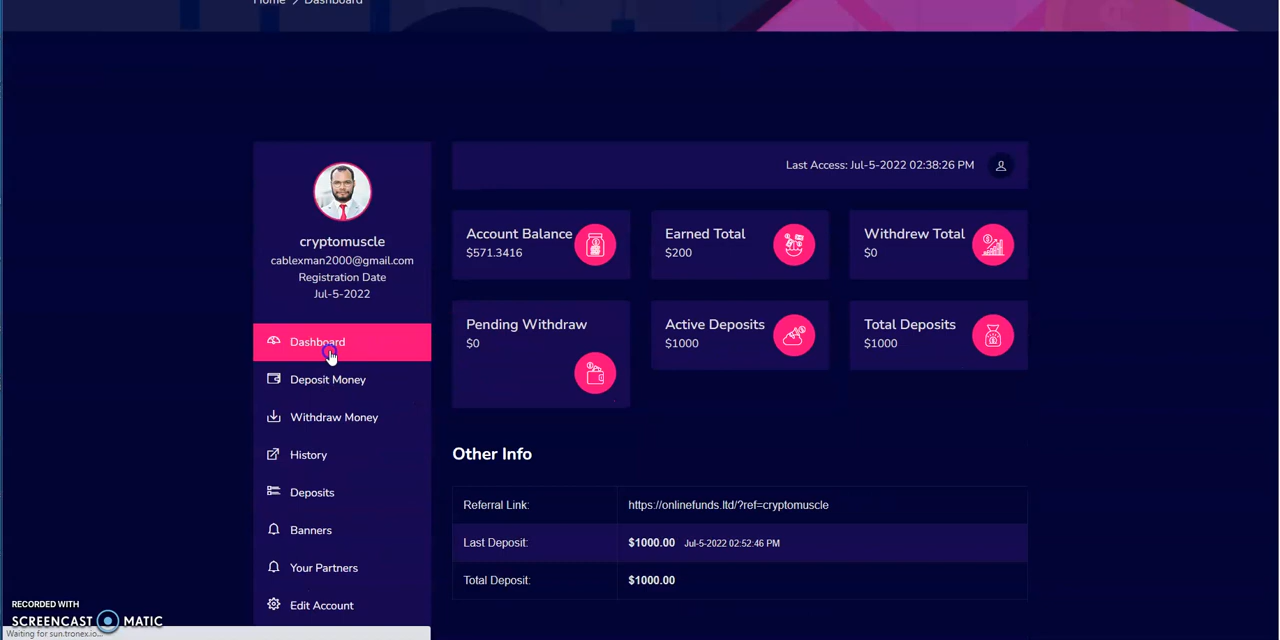 Home > Dashboard
Last Access: Jul-5-2022 02:38:26 PM
cryptomuscle
cablexman2000@gmail.com
Registration Date
Jul-5-2022
Dashboard
Deposit Money
Withdraw Money
History
Deposits
Banners
Your Partners
Edit Account
Account Balance
$571.3416
Earned Total
$200
Withdrew Total
$0
Pending Withdraw
$0
Active Deposits
$1000
Total Deposits
$1000
Other Info
Referral Link: https://onlinefunds.ltd/?ref=cryptomuscle
Last Deposit: $1000.00 Jul-5-2022 02:52:46 PM
Total Deposit: $1000.00
RECORDED WITH
SCREENCAST MATIC
Waiting for sun.tronex.io...